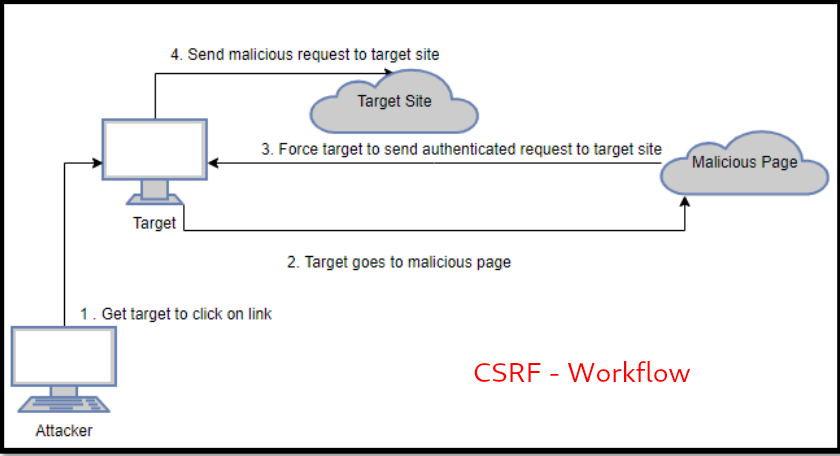 4. Send malicious request to target site
Target Site
3. Force target to send authenticated request to target site
Malicious Page
Target
2. Target goes to malicious page
1 . Get target to click on link
CSRF - Workflow
Attacker